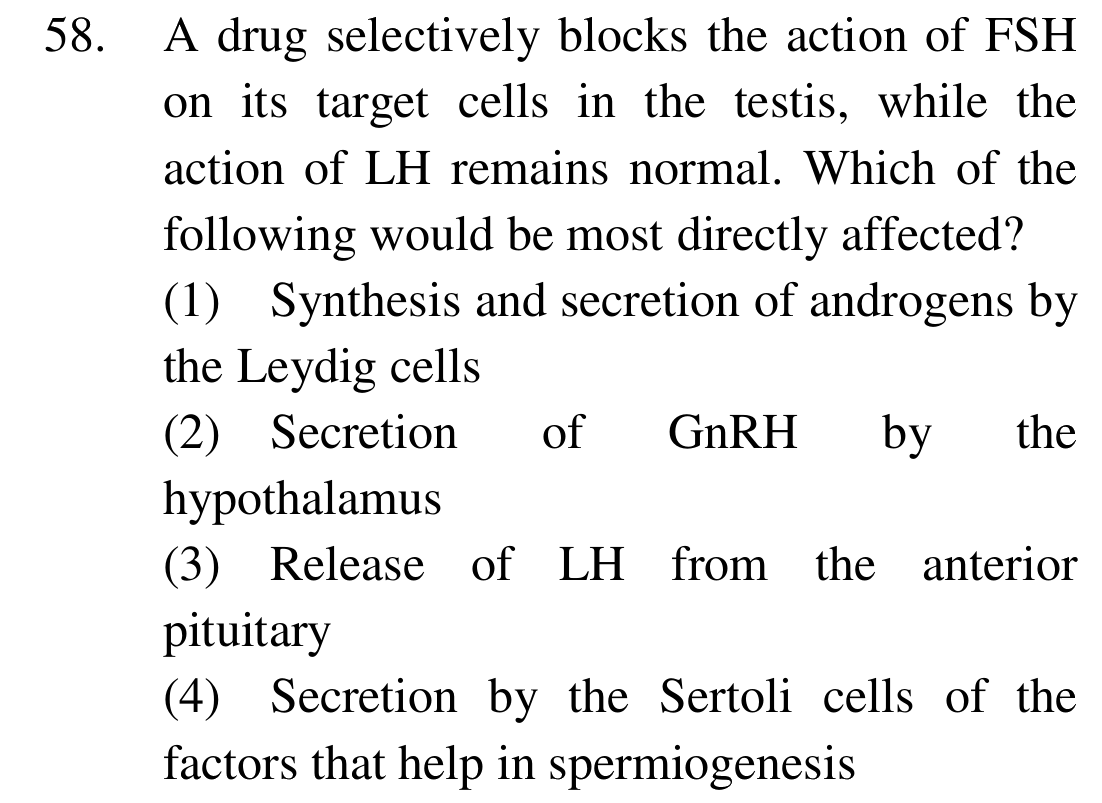 58. A drug selectively blocks the action of FSH
on its target cells in the testis, while the
action of LH remains normal. Which of the
following would be most directly affected?
(1) Synthesis and secretion of androgens by
the Leydig cells
(2) Secretion of GnRH by the
hypothalamus
(3) Release of LH from the anterior
pituitary
(4) Secretion by the Sertoli cells of the
factors that help in spermiogenesis